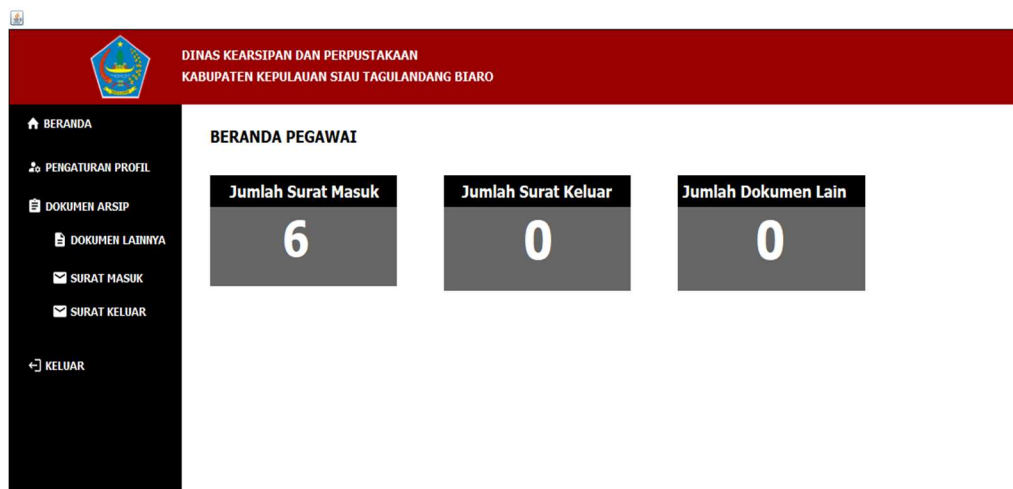 DINAS KEARSIPAN DAN PERPUSTAKAAN
KABUPATEN KEPULAUAN SIAU TAGULANDANG BIARO
BERANDA
PENGATURAN PROFIL
DOKUMEN ARSIP
DOKUMEN LAINNYA
SURAT MASUK
SURAT KELUAR
KELUAR
BERANDA PEGAWAI
Jumlah Surat Masuk
6
Jumlah Surat Keluar
0
Jumlah Dokumen Lain
0